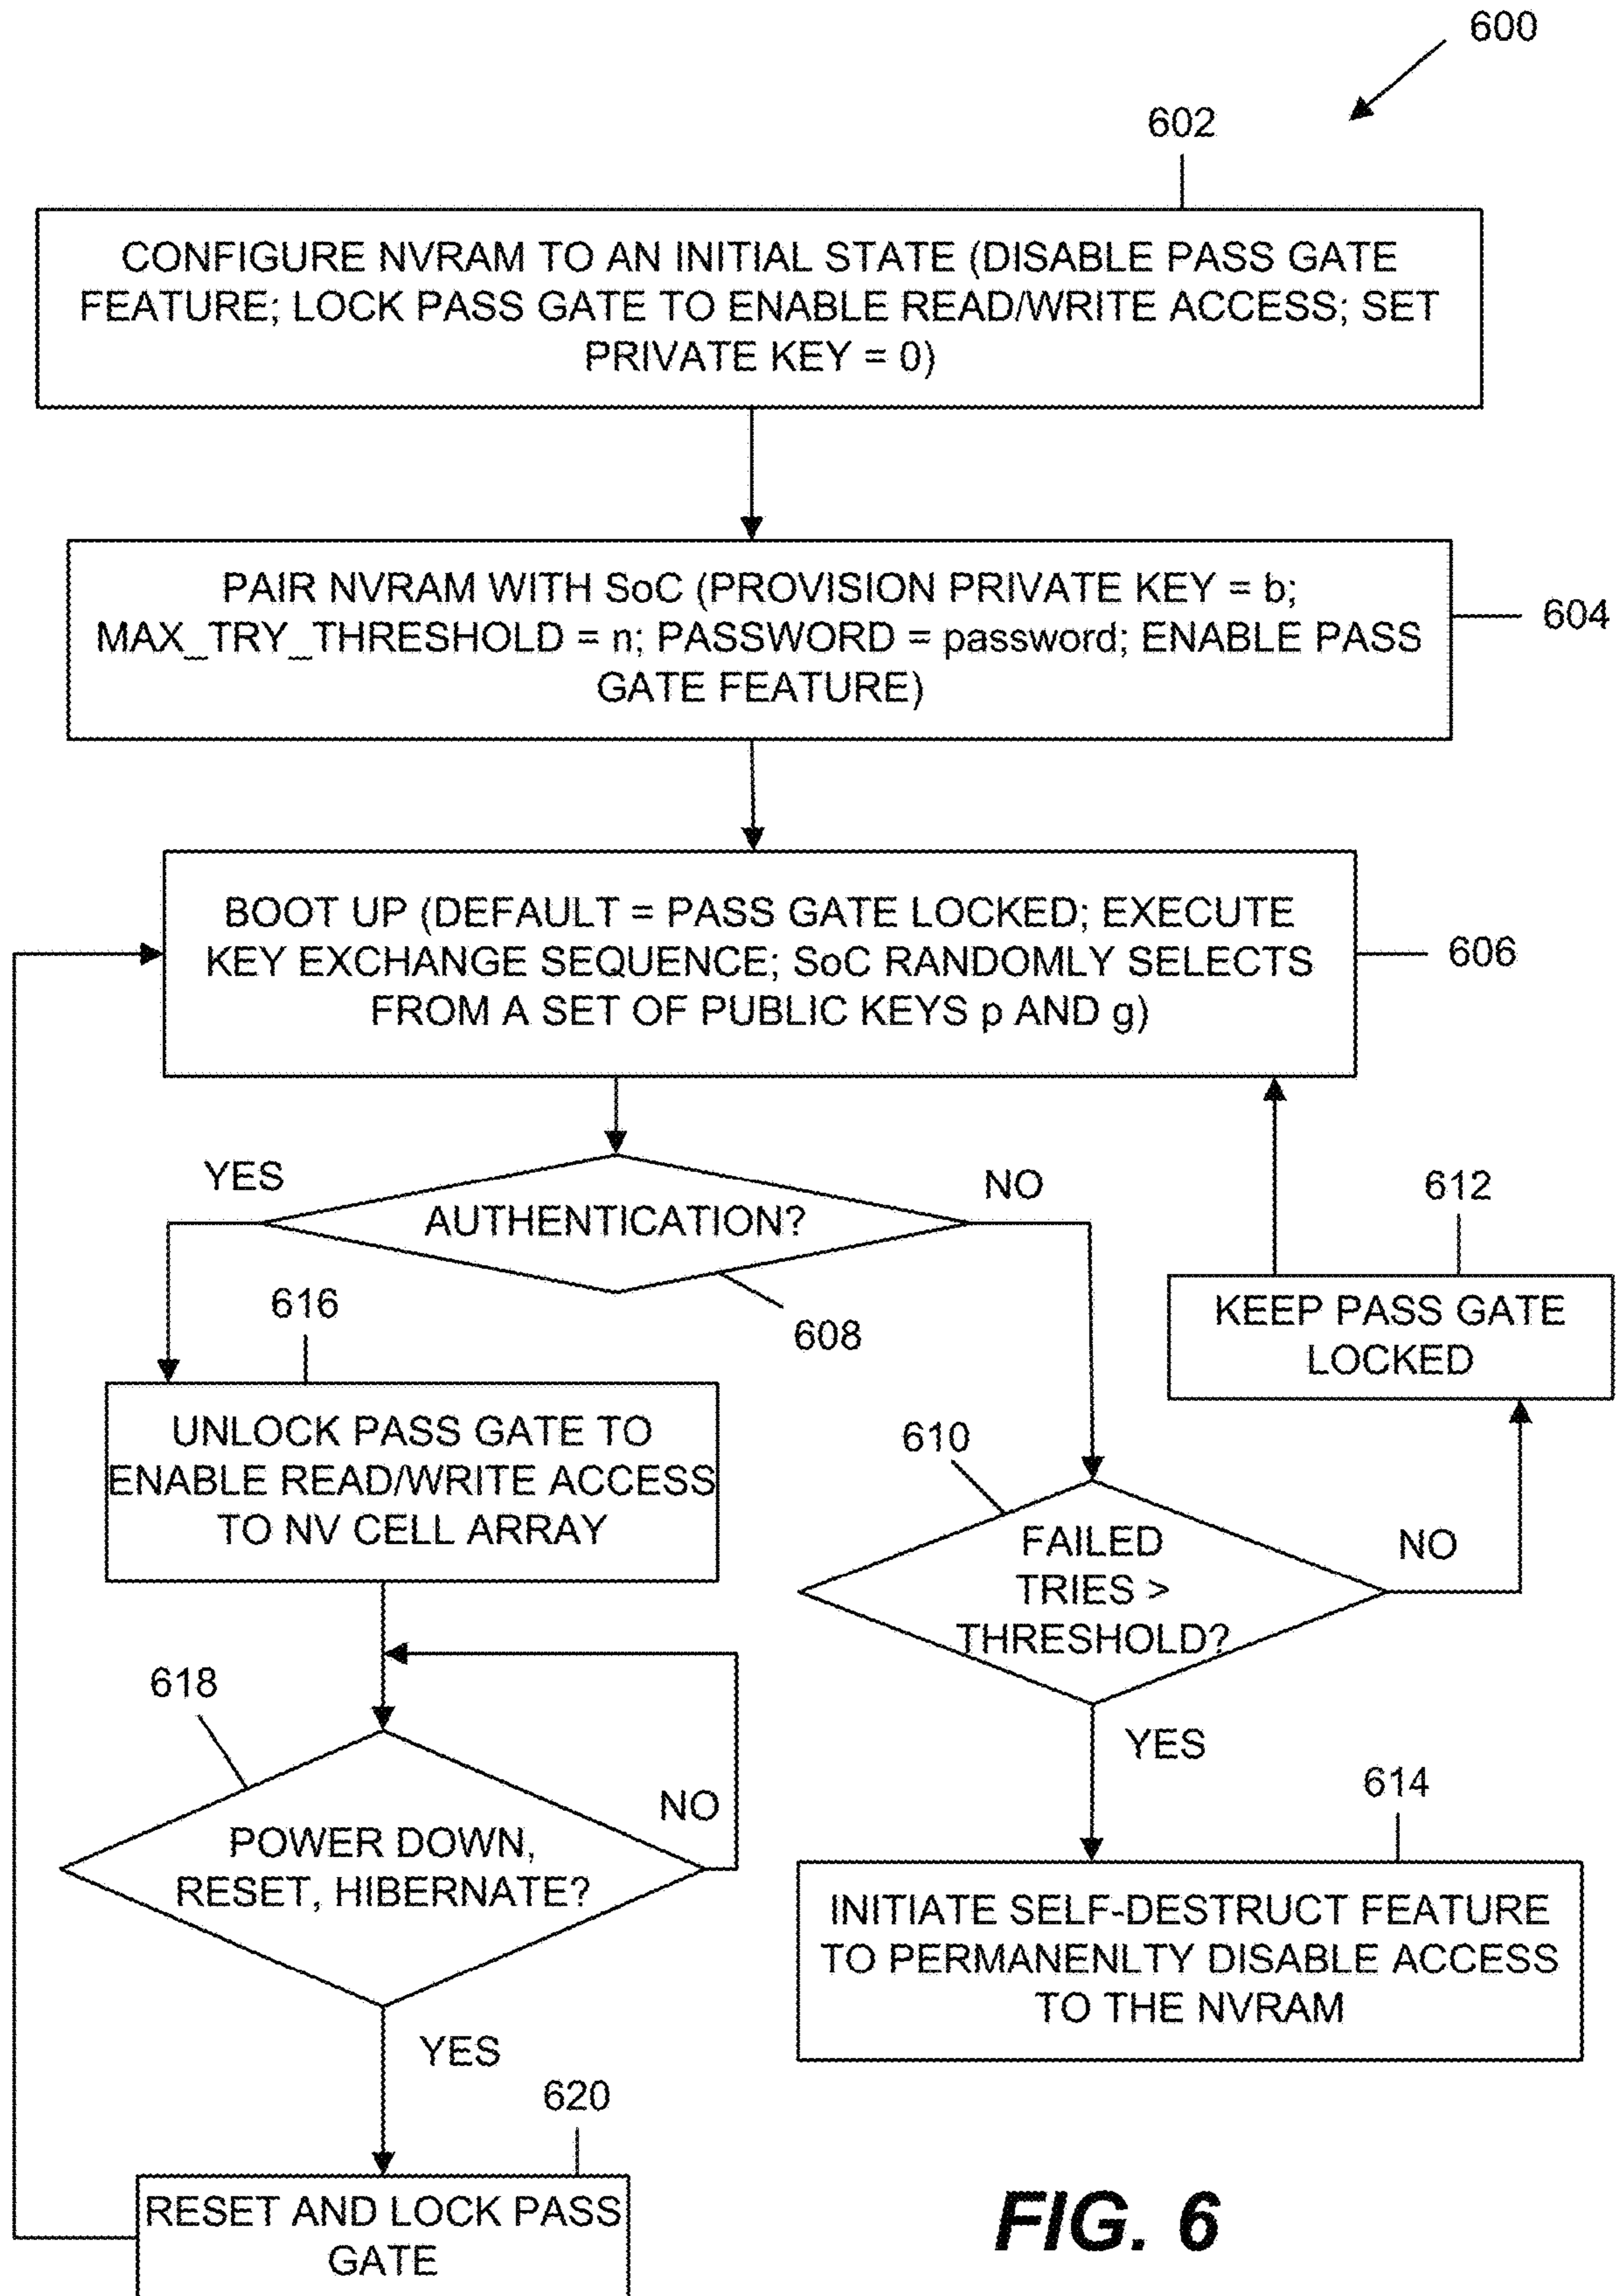 600
602
CONFIGURE NVRAM TO AN INITIAL STATE (DISABLE PASS GATE
FEATURE; LOCK PASS GATE TO ENABLE READ/WRITE ACCESS; SET
PRIVATE KEY = 0)
PAIR NVRAM WITH SoC (PROVISION PRIVATE KEY = b;
MAX_TRY_THRESHOLD = n; PASSWORD = password; ENABLE PASS
GATE FEATURE)
604
BOOT UP (DEFAULT = PASS GATE LOCKED; EXECUTE
KEY EXCHANGE SEQUENCE; SoC RANDOMLY SELECTS
FROM A SET OF PUBLIC KEYS p AND g)
606
YES
NO
AUTHENTICATION?
608
612
KEEP PASS GATE
LOCKED
616
UNLOCK PASS GATE TO
ENABLE READ/WRITE ACCESS
TO NV CELL ARRAY
610
FAILED
TRIES >
THRESHOLD?
NO
YES
618
POWER DOWN,
RESET, HIBERNATE?
NO
YES
614
INITIATE SELF-DESTRUCT FEATURE
TO PERMANENLTY DISABLE ACCESS
TO THE NVRAM
620
RESET AND LOCK PASS
GATE
FIG. 6